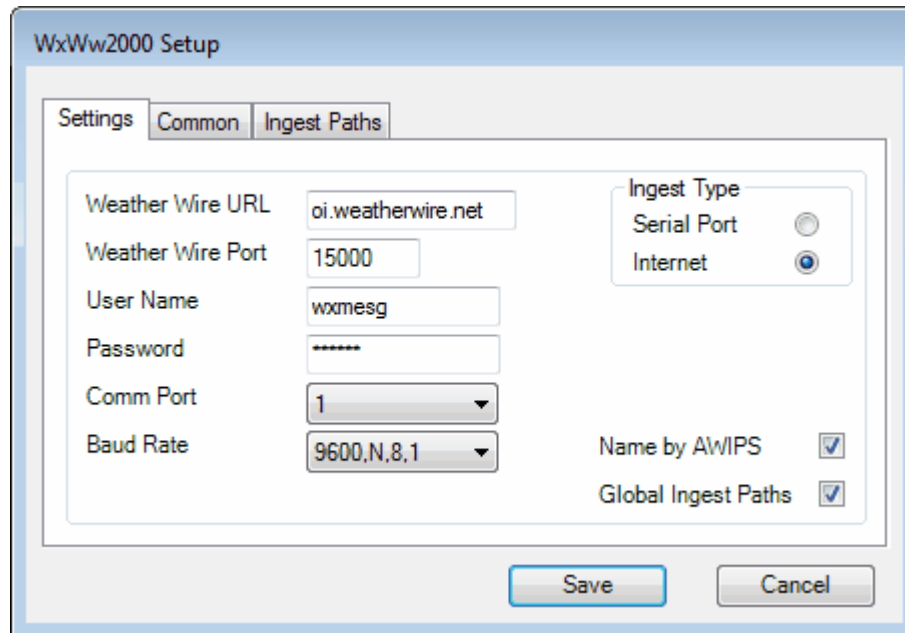 WxWw2000 Setup
Settings Common Ingest Paths
Weather Wire URL oi.weatherwire.net
Weather Wire Port 15000
User Name wxmesg
Password ******
Comm Port 1
Baud Rate 9600,N,8,1
Ingest Type
Serial Port
Internet
Name by AWIPS
Global Ingest Paths
Save Cancel